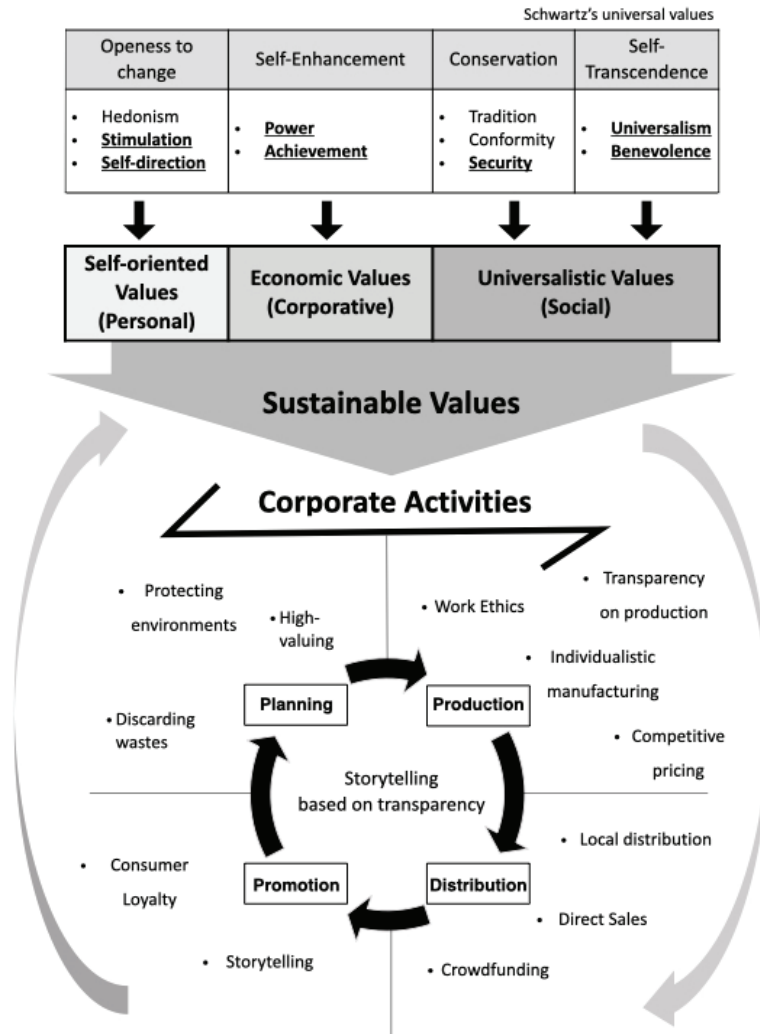 Schwartz's universal values
Openess to
change
Self-Enhancement
Conservation
Self-
Transcendence
• Hedonism
• Stimulation
• Self-direction
• Power
• Achievement
• Tradition
• Conformity
• Security
• Universalism
• Benevolence
Self-oriented
Values
(Personal)
Economic Values
(Corporative)
Universalistic Values
(Social)
Sustainable Values
Corporate Activities
• Protecting
environments
• High-
valuing
• Discarding
wastes
• Work Ethics
• Transparency
on production
• Individualistic
manufacturing
• Competitive
pricing
Planning
Production
Storytelling
based on transparency
Promotion
Distribution
• Consumer
Loyalty
• Storytelling
• Local distribution
• Direct Sales
• Crowdfunding